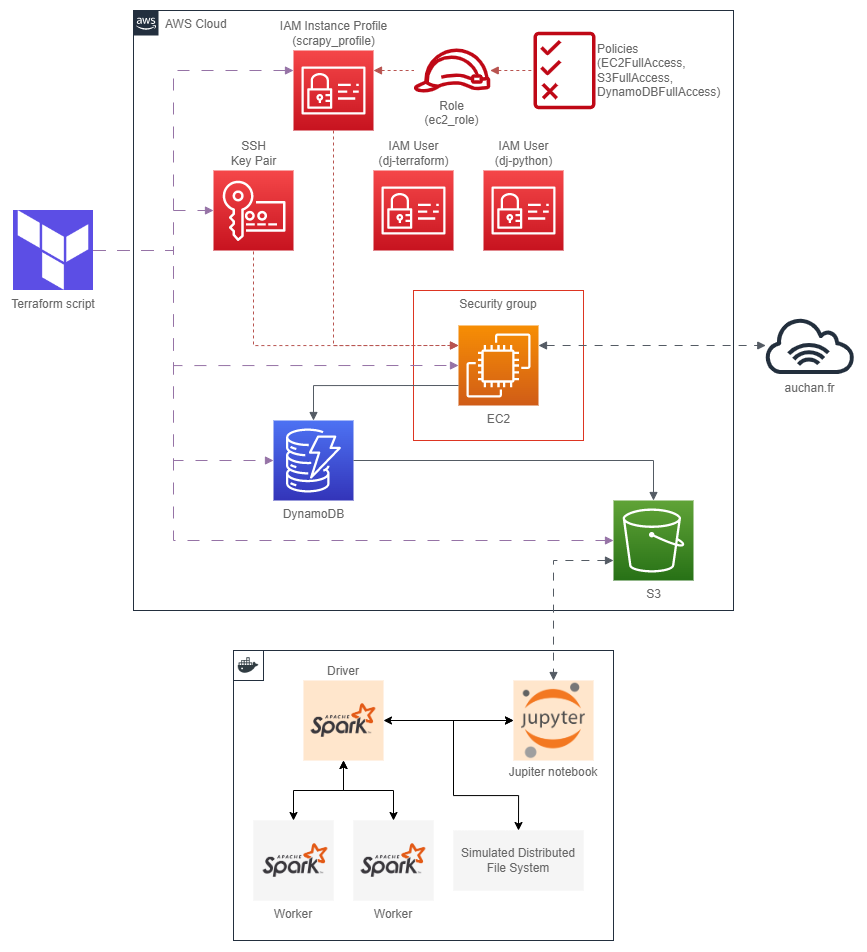 aws
AWS Cloud
IAM Instance Profile
(scrapy_profile)
Role
(ec2_role)
Policies
(EC2FullAccess,
S3FullAccess,
DynamoDBFullAccess)
SSH
Key Pair
IAM User
(dj-terraform)
IAM User
(dj-python)
Terraform script
Security group
EC2
auchan.fr
DynamoDB
S3
Driver
APACHE
Spark
jupyter
Jupiter notebook
APACHE
Spark
Worker
APACHE
Spark
Worker
Simulated Distributed
File System